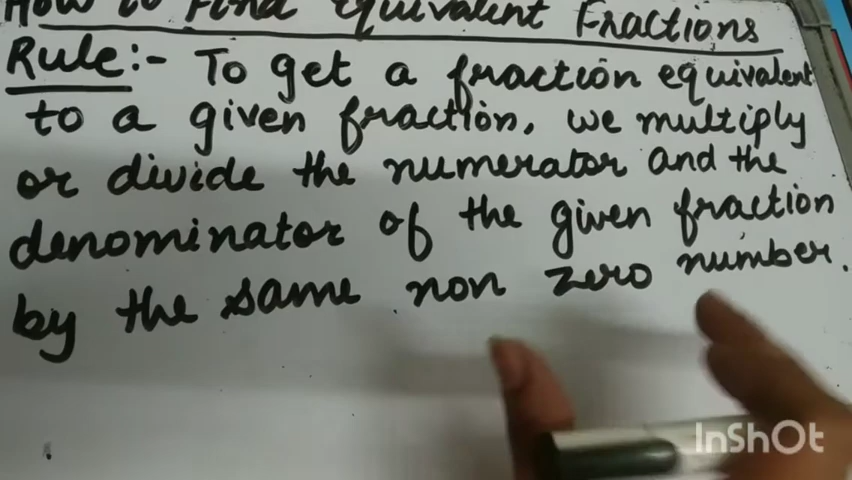 How to Find Equivalent Fractions
Rule:- To get a fraction equivalent
to a given fraction, we multiply
or divide the numerator and the
denominator of the given fraction
by the same non zero number.
InShOt